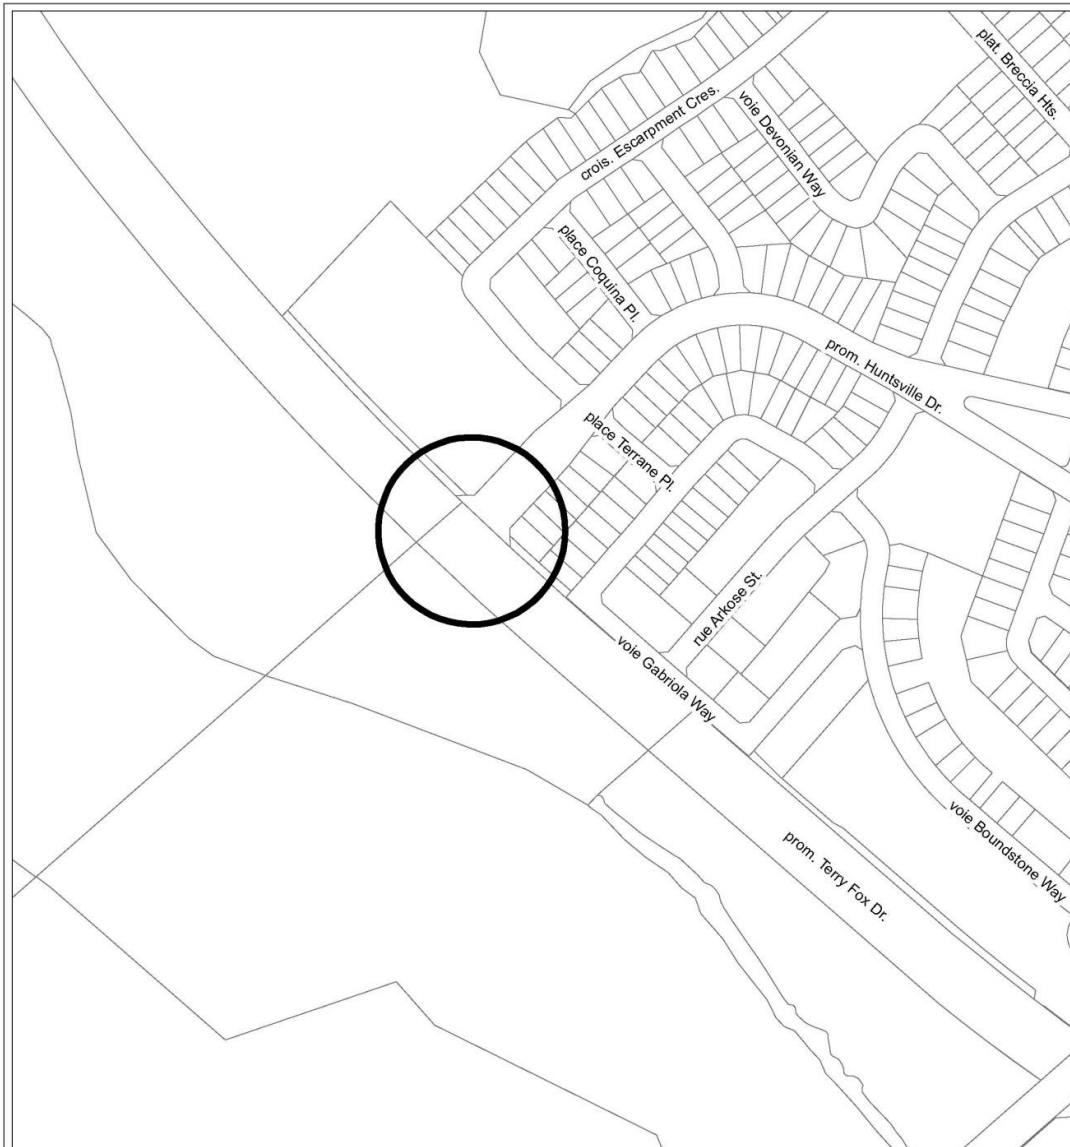 plat. Breccia Hts.
crois. Escarpment Cres.
voie Devonian Way
place Coquina Pl.
prom. Huntsville Dr.
place Terrane Pl.
rue Arkose St.
voie Gabriola Way
voie Boundstone Way
prom. Terry Fox Dr.